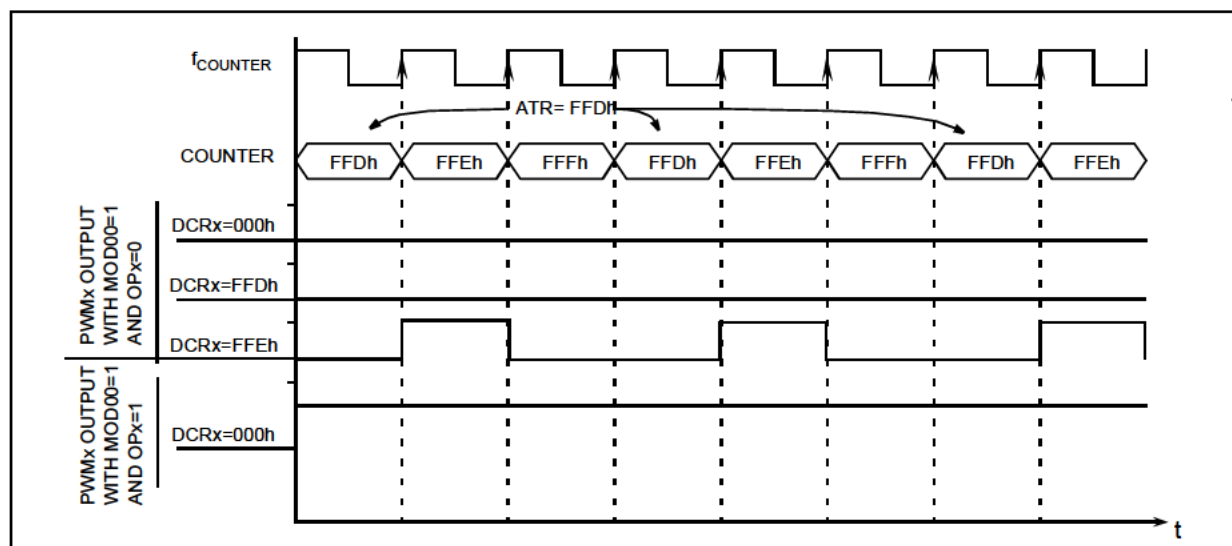 fCOUNTER
ATR= FFDh
COUNTER
FFDh FFEh FFFh FFDh FFEh FFFh FFDh FFEh
PWMx OUTPUT
WITH MOD00=1
AND OPx=0
DCRx=000h
DCRx=FFDh
DCRx=FFEh
PWMx OUTPUT
WITH MOD00=1
AND OPx=1
DCRx=000h
t